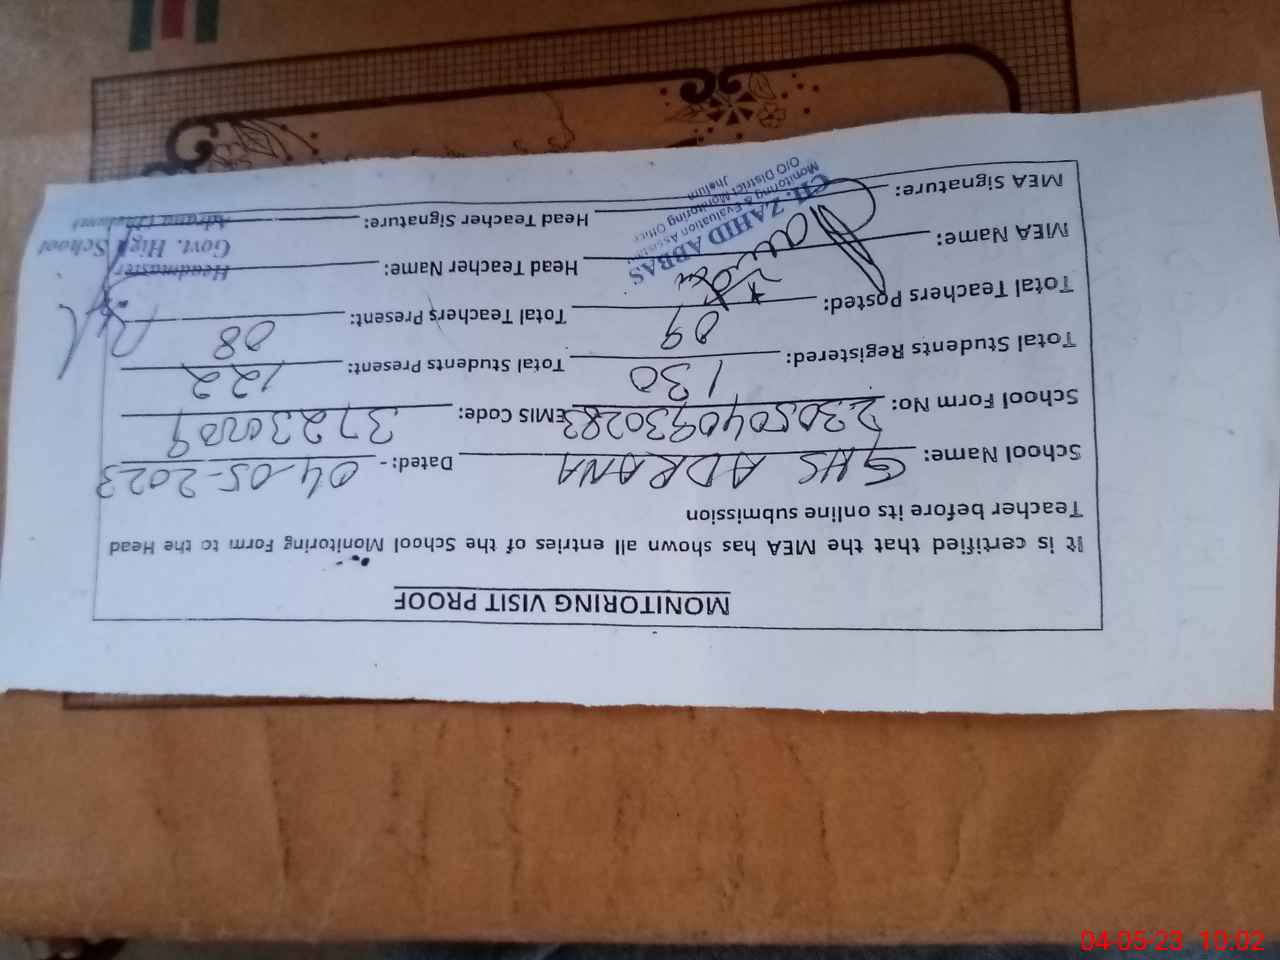 MONITORING VISIT PROOF
It is certified that the MEA has shown all entries of the School Monitoring Form to the Head
Teacher before its online submission
School Name: GHS ADRANA Dated: - 04-05-2023
School Form No: 2305040930283 EMIS Code: 37230009
Total Students Registered: 130 Total Students Present: 122
Total Teachers Posted: 09 Total Teachers Present: 08
MEA Name: Head Teacher Name:
MEA Signature: Head Teacher Signature:
CH. ZAHID ABBAS
Monitoring & Evaluation Assistant
O/O District Monitoring Office
Jhelum
Headmaster
Govt. High School
Adrana (Jhelum)
04-05-23 10:02